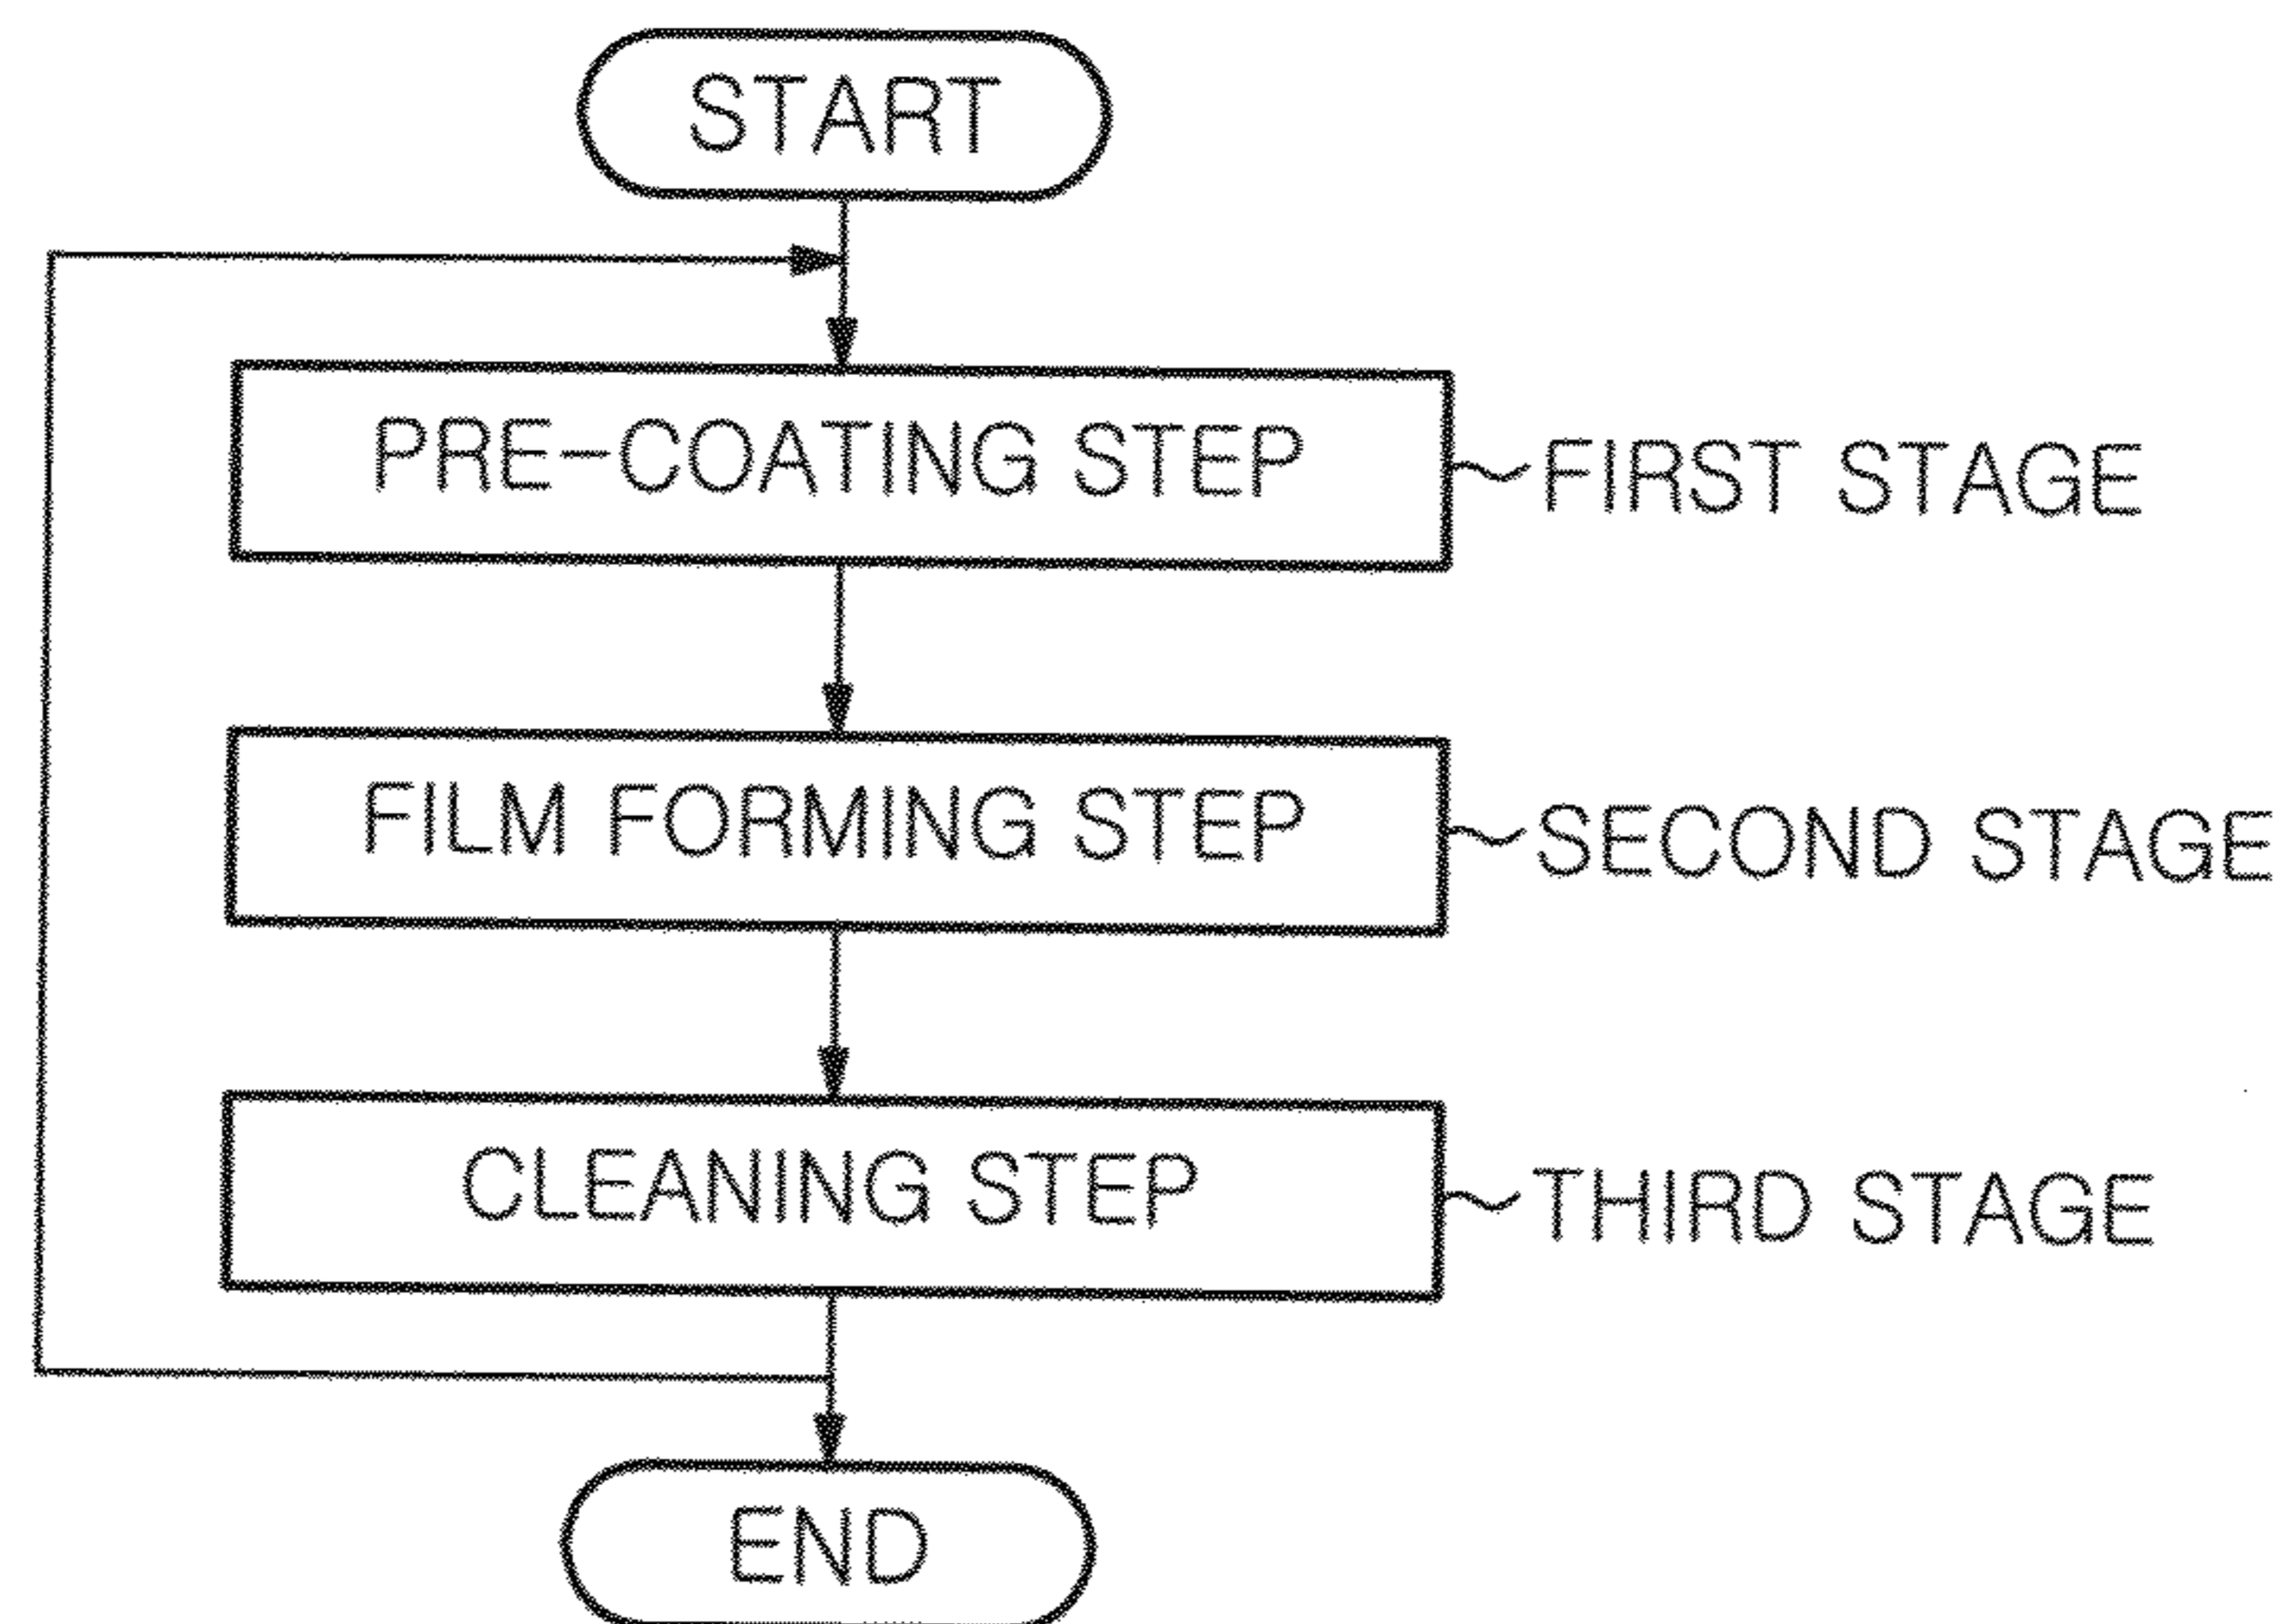 START
PRE-COATING STEP
FIRST STAGE
FILM FORMING STEP
SECOND STAGE
CLEANING STEP
THIRD STAGE
END